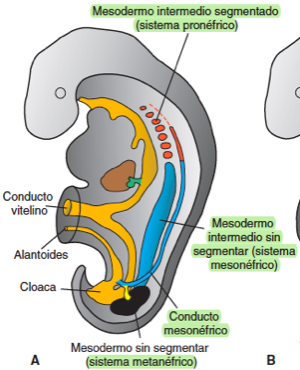 Mesodermo intermedio segmentado
(sistema pronéfrico)
Conducto
vitelino
Alantoides
Cloaca
Mesodermo
intermedio sin
segmentar (sistema
mesonéfrico)
Conducto
mesonéfrico
Mesodermo sin segmentar
(sistema metanéfrico)
A
B